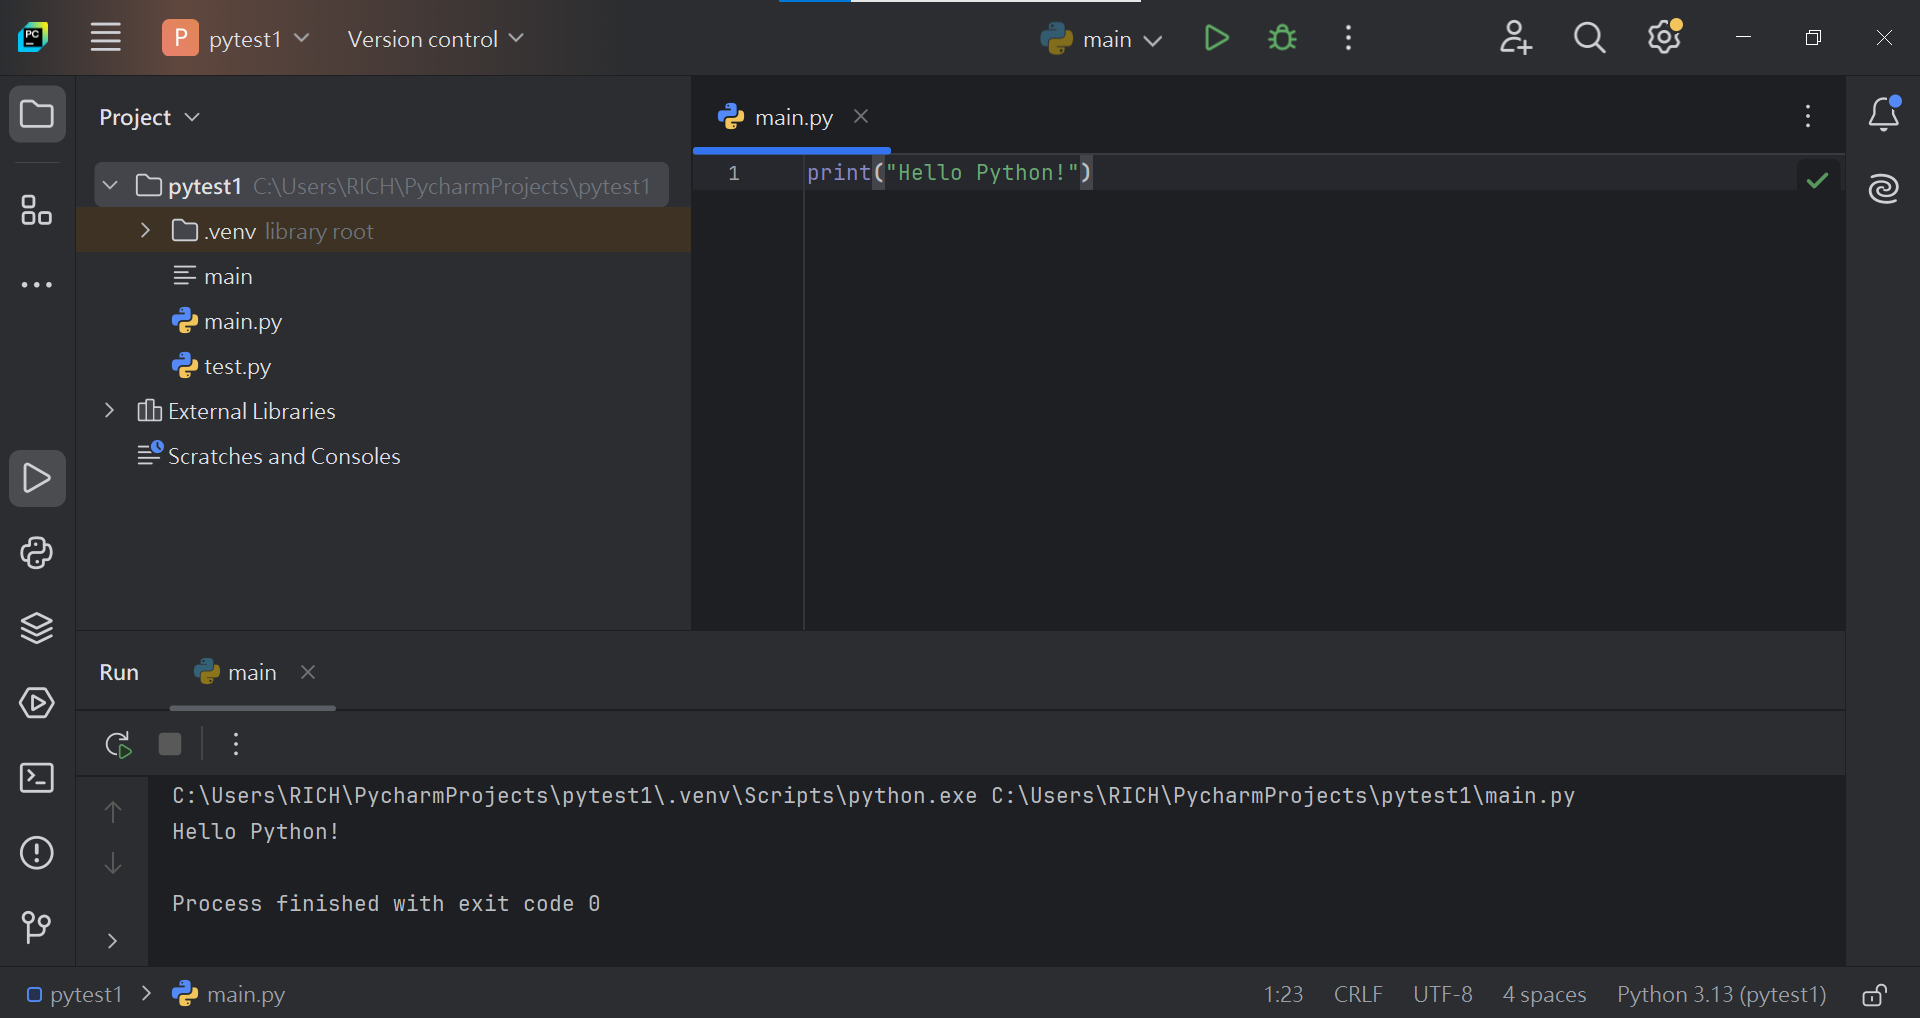 PC
P pytest1 Version control main
Project
main.py
pytest1 C:\Users\RICH\PycharmProjects\pytest1
1 print("Hello Python!")
.venv library root
main
main.py
test.py
External Libraries
Scratches and Consoles
Run main
C:\Users\RICH\PycharmProjects\pytest1\.venv\Scripts\python.exe C:\Users\RICH\PycharmProjects\pytest1\main.py
Hello Python!
Process finished with exit code 0
pytest1 > main.py 1:23 CRLF UTF-8 4 spaces Python 3.13 (pytest1)